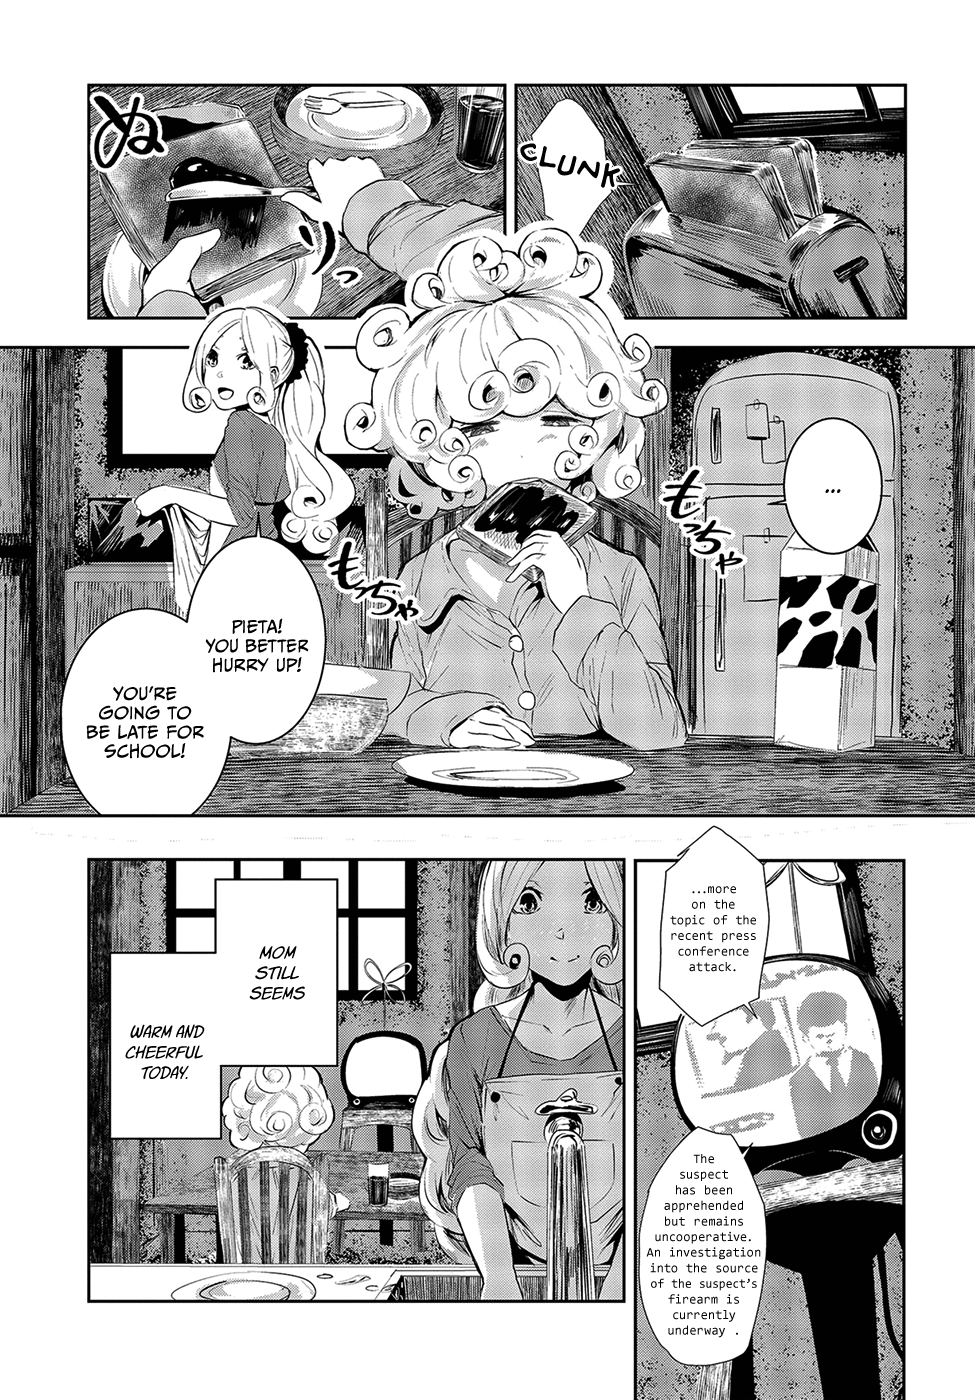 CLUNK
ぬ
っ
...
もっちゃ
もっちゃ
PIETA!
YOU BETTER
HURRY UP!
YOU'RE
GOING TO
BE LATE FOR
SCHOOL!
...more
on the
topic of the
recent press
conference
attack.
The
suspect
has been
apprehended
but remains
uncooperative.
An investigation
into the source
of the suspect's
firearm is
currently
underway .
MOM
STILL
SEEMS
WARM AND
CHEERFUL
TODAY.